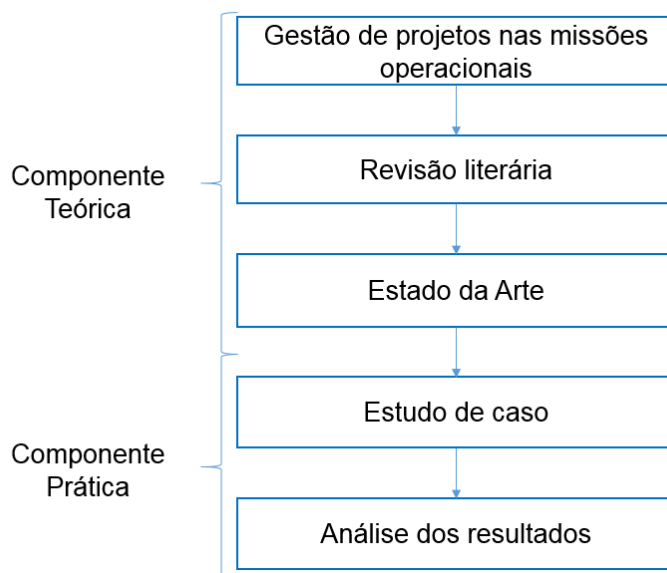 Gestão de projetos nas missões
operacionais
Revisão literária
Componente
Teórica
Estado da Arte
Estudo de caso
Componente
Prática
Análise dos resultados